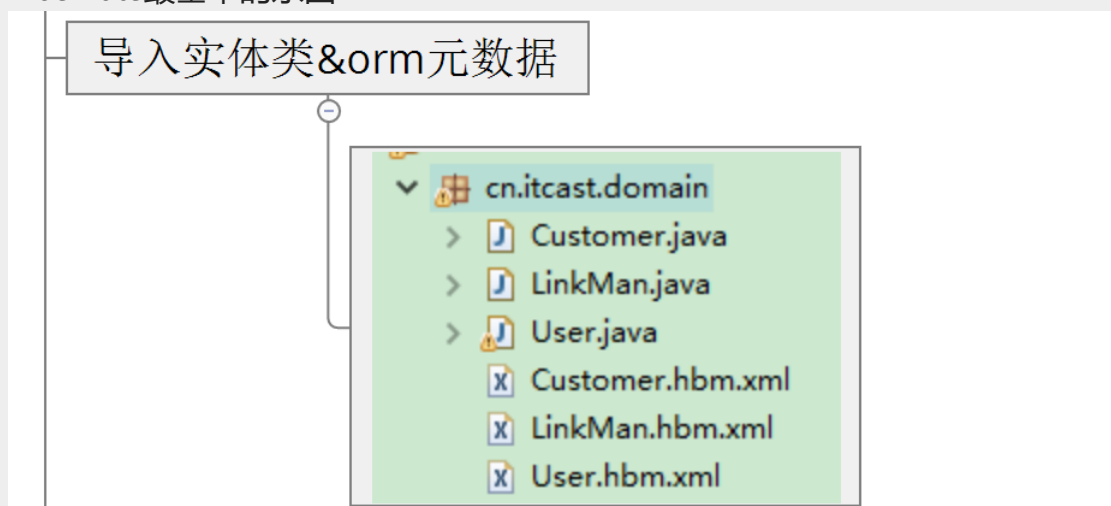 导入实体类&orm元数据
cn.itcast.domain
Customer.java
LinkMan.java
User.java
Customer.hbm.xml
LinkMan.hbm.xml
User.hbm.xml